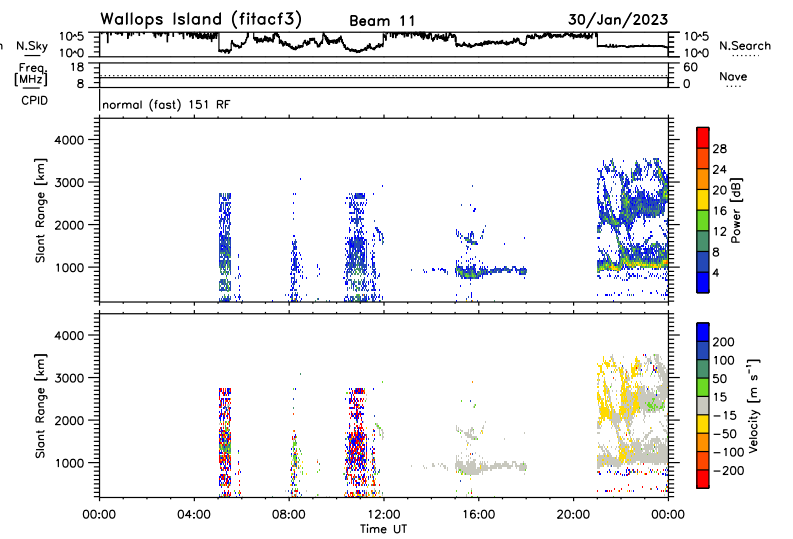 Wallops Island (fitacf3) Beam 11 30/Jan/2023
N.Sky 10^5 10^0 10^5 10^0 N.Search
Freq. [MHz] 18 8 60 0 Nave
CPID normal (fast) 151 RF
Slant Range [km]
4000
3000
2000
1000
28
24
20
16
12
8
4
Power [dB]
Slant Range [km]
4000
3000
2000
1000
200
100
50
15
-15
-50
-100
-200
Velocity [m s⁻¹]
00:00 04:00 08:00 12:00 16:00 20:00 00:00
Time UT